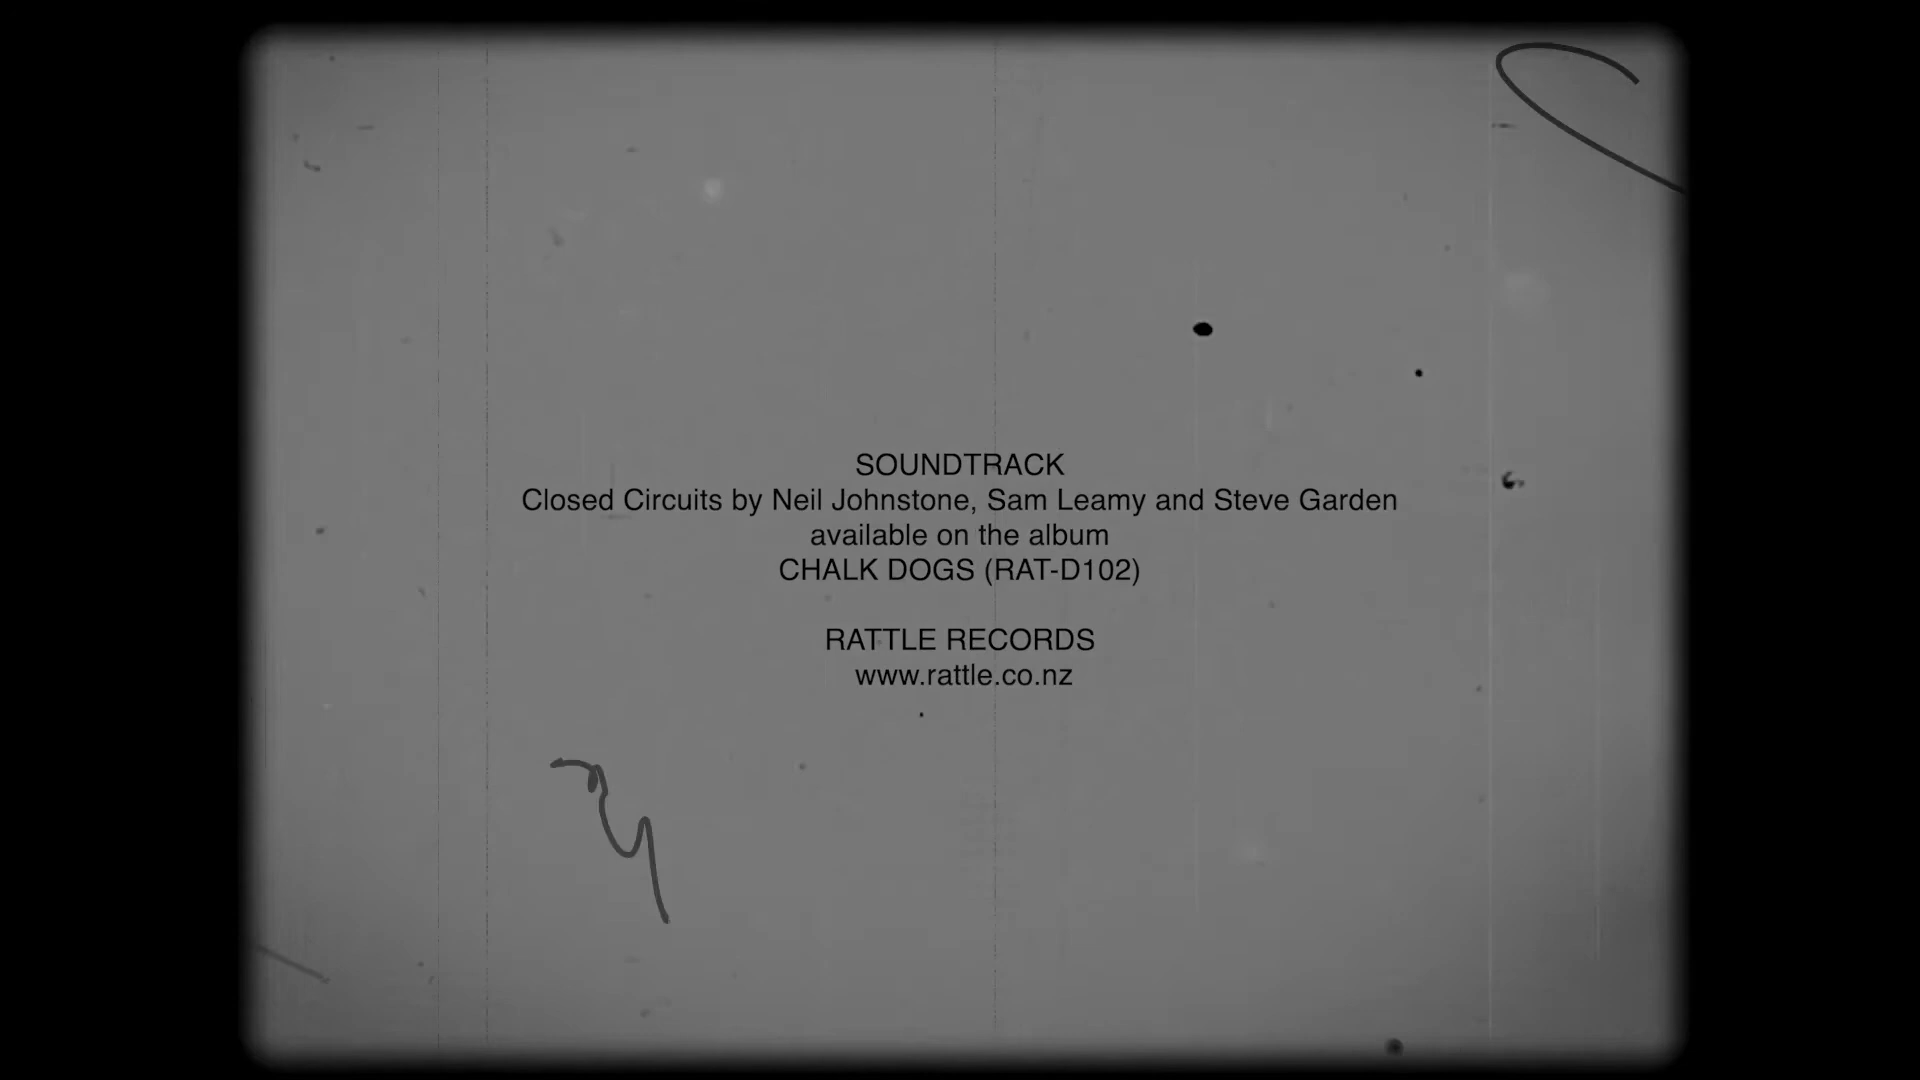 SOUNDTRACK
Closed Circuits by Neil Johnstone, Sam Leamy and Steve Garden
available on the album
CHALK DOGS (RAT-D102)
RATTLE RECORDS
www.rattle.co.nz